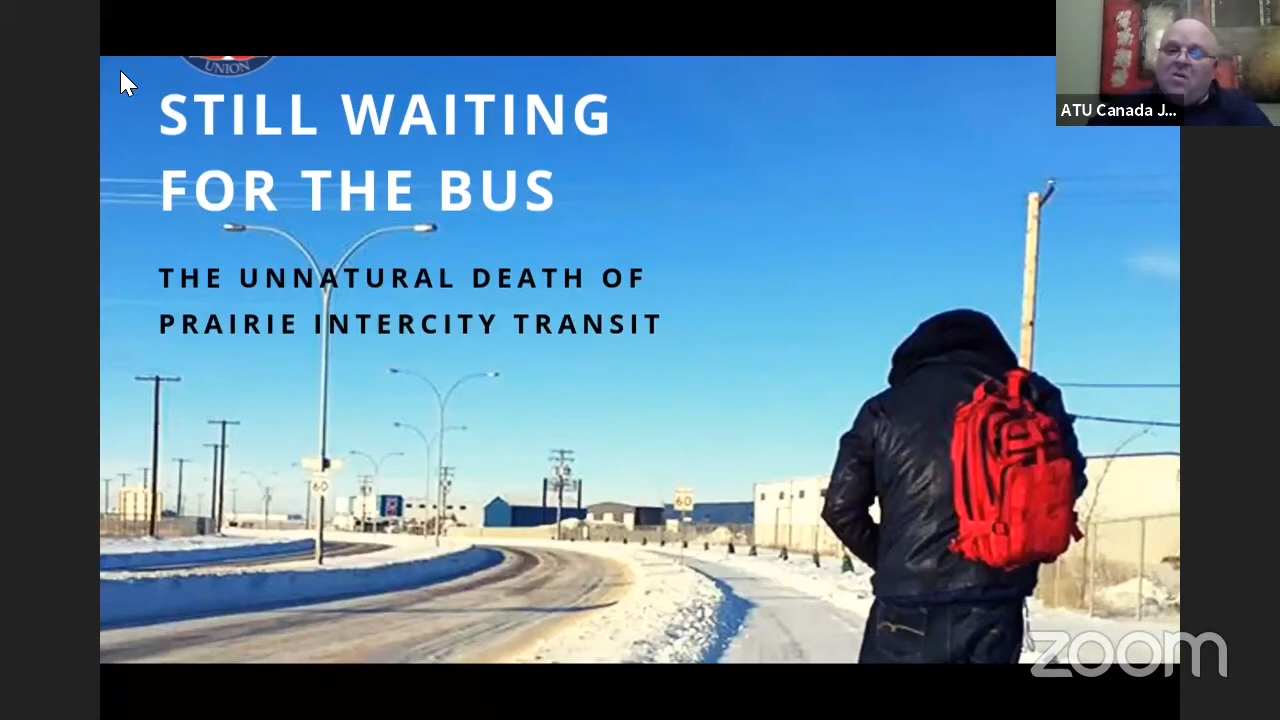 UNION
ATU Canada J...
STILL WAITING
FOR THE BUS
THE UNNATURAL DEATH OF
PRAIRIE INTERCITY TRANSIT
60
60
zoom